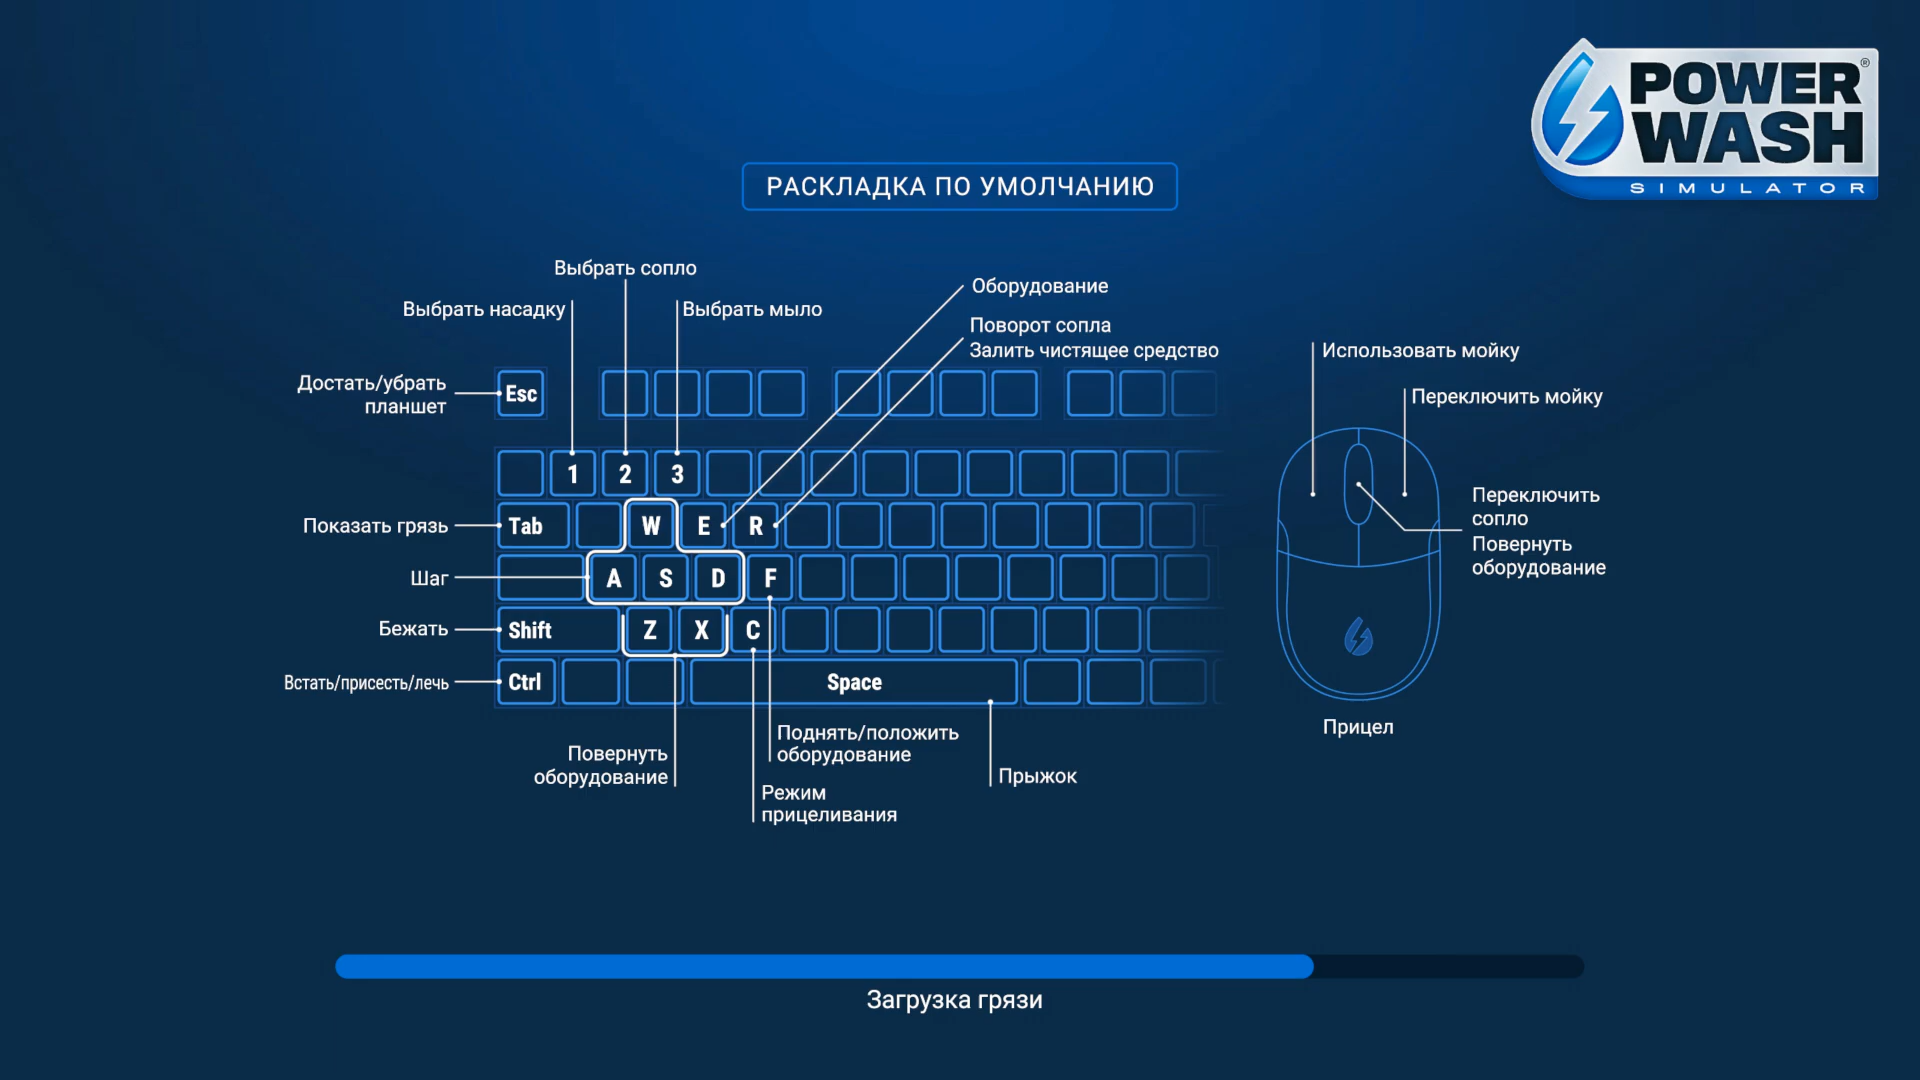 POWER®
WASH
SIMULATOR
РАСКЛАДКА ПО УМОЛЧАНИЮ
Выбрать сопло
Выбрать насадку
Выбрать мыло
Оборудование
Поворот сопла
Залить чистящее средство
Достать/убрать
планшет
Esc
1 2 3
Показать грязь
Tab W E R
Шаг
A S D F
Бежать
Shift Z X C
Встать/присесть/лечь
Ctrl Space
Повернуть
оборудование
Поднять/положить
оборудование
Режим
прицеливания
Прыжок
Использовать мойку
Переключить мойку
Переключить
сопло
Повернуть
оборудование
Прицел
Загрузка грязи